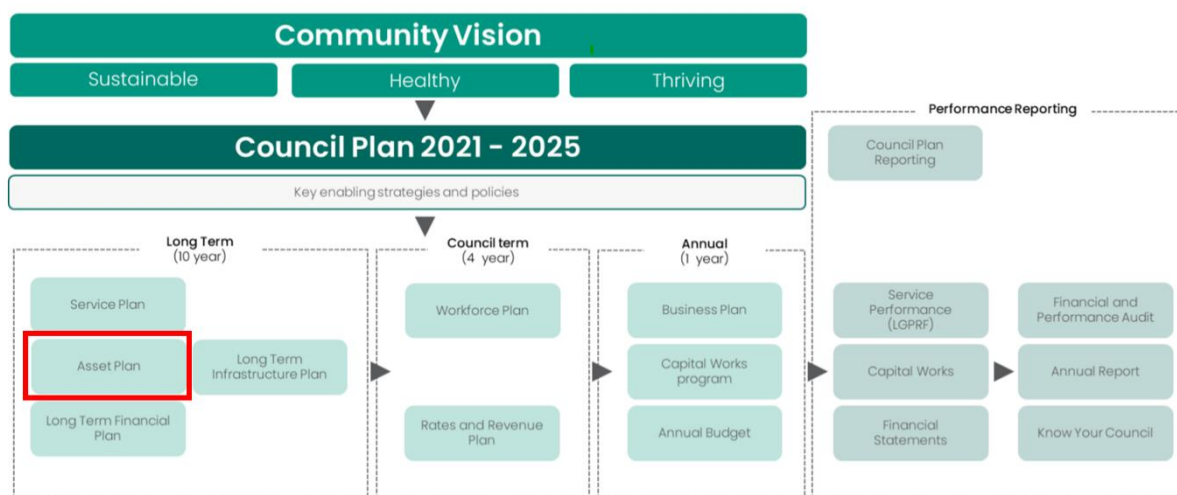 Community Vision
Sustainable
Healthy
Thriving
Council Plan 2021 - 2025
Key enabling strategies and policies
Long Term
(10 year)
Service Plan
Asset Plan
Long Term
Infrastructure Plan
Long Term Financial
Plan
Council term
(4 year)
Workforce Plan
Rates and Revenue
Plan
Annual
(1 year)
Business Plan
Capital Works
program
Annual Budget
Performance Reporting
Council Plan
Reporting
Service
Performance
(LGPRF)
Capital Works
Financial
Statements
Financial and
Performance Audit
Annual Report
Know Your Council